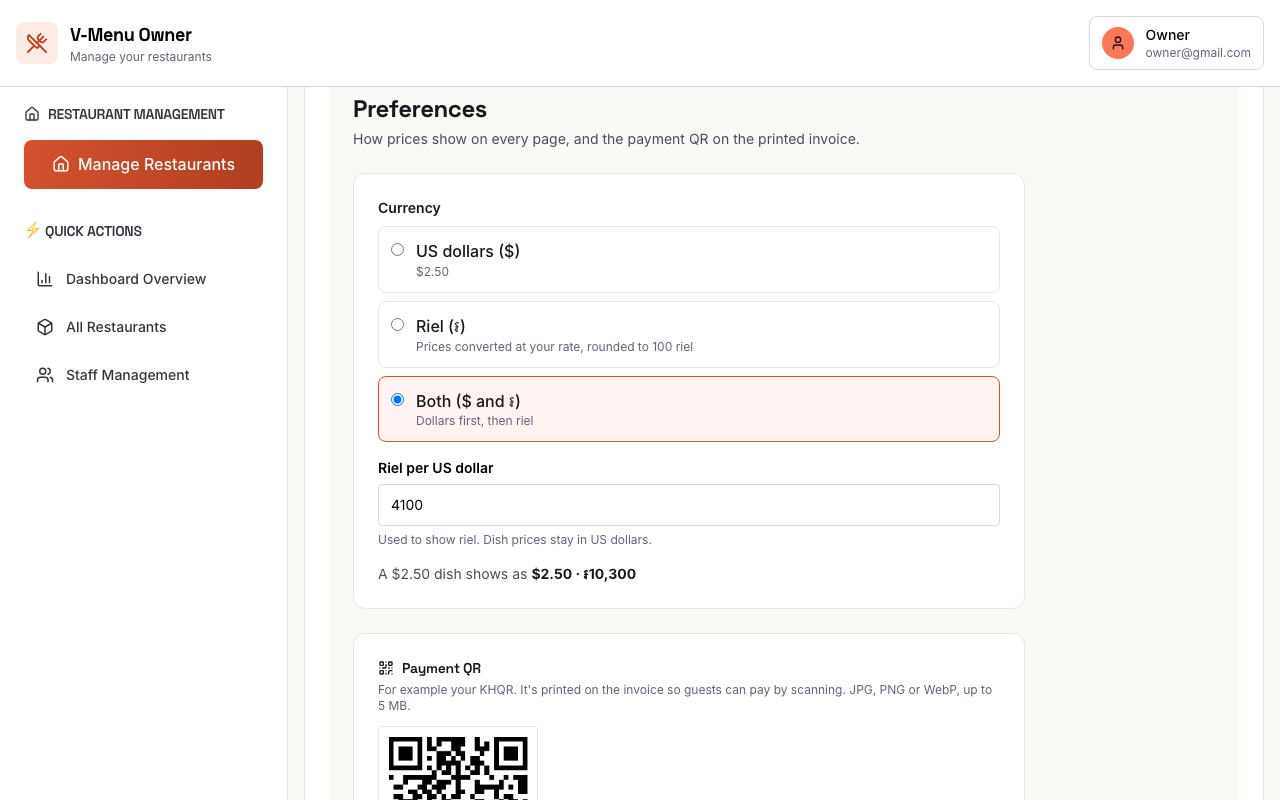 V-Menu Owner
Manage your restaurants
Owner
owner@gmail.com
RESTAURANT MANAGEMENT
Manage Restaurants
⚡ QUICK ACTIONS
Dashboard Overview
All Restaurants
Staff Management
Preferences
How prices show on every page, and the payment QR on the printed invoice.
Currency
US dollars ($)
$2.50
Riel (៛)
Prices converted at your rate, rounded to 100 riel
Both ($ and ៛)
Dollars first, then riel
Riel per US dollar
4100
Used to show riel. Dish prices stay in US dollars.
A $2.50 dish shows as $2.50 · ៛10,300
Payment QR
For example your KHQR. It's printed on the invoice so guests can pay by scanning. JPG, PNG or WebP, up to
5 MB.